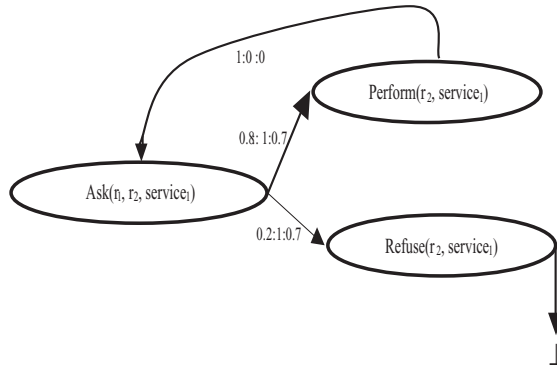 1:0 :0
Perform(r₂, service₁)
0.8: 1:0.7
Ask(r₁, r₂, service₁)
0.2:1:0.7
Refuse(r₂, service₁)